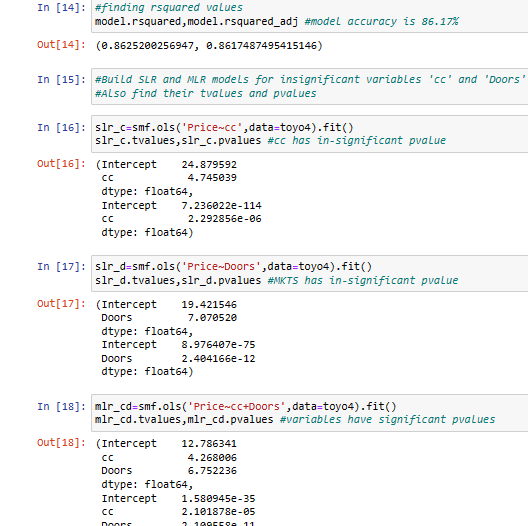 In [14]: #finding rsquared values
model.rsquared,model.rsquared_adj #model accuracy is 86.17%
Out[14]: (0.8625200256947, 0.8617487495415146)
In [15]: #Build SLR and MLR models for insignificant variables 'cc' and 'Doors'
#Also find their tvalues and pvalues
In [16]: slr_c=smf.ols('Price~cc',data=toyo4).fit()
slr_c.tvalues,slr_c.pvalues #cc has in-significant pvalue
Out[16]: (Intercept    24.879592
cc            4.745039
dtype: float64,
Intercept    7.236022e-114
cc            2.292856e-06
dtype: float64)
In [17]: slr_d=smf.ols('Price~Doors',data=toyo4).fit()
slr_d.tvalues,slr_d.pvalues #MKTS has in-significant pvalue
Out[17]: (Intercept    19.421546
Doors         7.070520
dtype: float64,
Intercept    8.976407e-75
Doors        2.404166e-12
dtype: float64)
In [18]: mlr_cd=smf.ols('Price~cc+Doors',data=toyo4).fit()
mlr_cd.tvalues,mlr_cd.pvalues #variables have significant pvalues
Out[18]: (Intercept    12.786341
cc            4.268006
Doors         6.752236
dtype: float64,
Intercept    1.580945e-35
cc           2.101878e-05
Doors